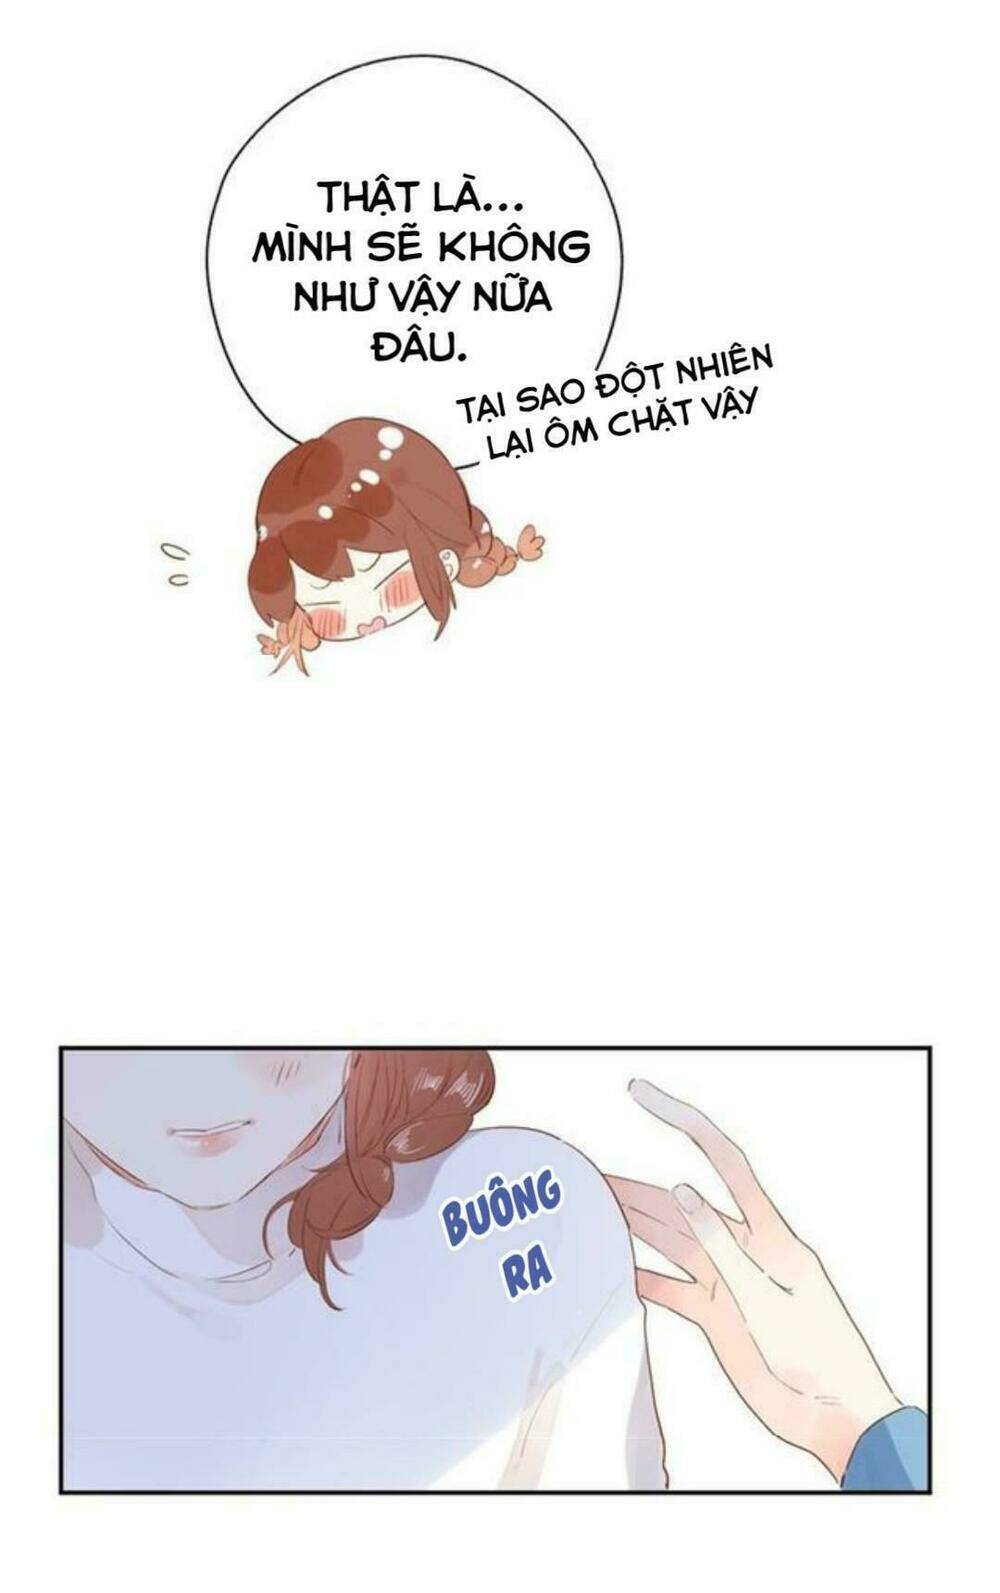 THẬT LÀ...
MÌNH SẼ KHÔNG
NHƯ VẬY NỮA
ĐÂU.
TẠI SAO ĐỘT NHIÊN
LẠI ÔM CHẶT VẬY
BUÔNG
RA